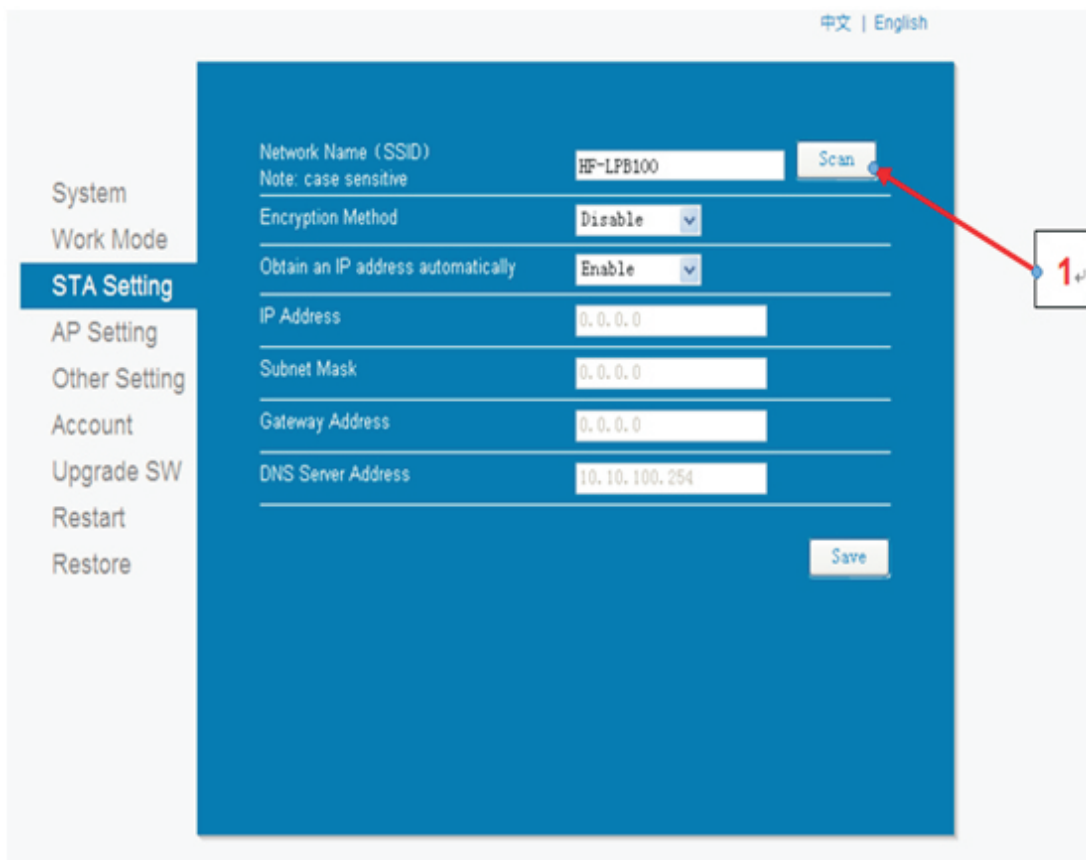 中文 | English
System
Work Mode
STA Setting
AP Setting
Other Setting
Account
Upgrade SW
Restart
Restore
Network Name (SSID)
Note: case sensitive
HF-LPB100
Scan
Encryption Method
Disable
Obtain an IP address automatically
Enable
IP Address
0.0.0.0
Subnet Mask
0.0.0.0
Gateway Address
0.0.0.0
DNS Server Address
10.10.100.254
Save
1